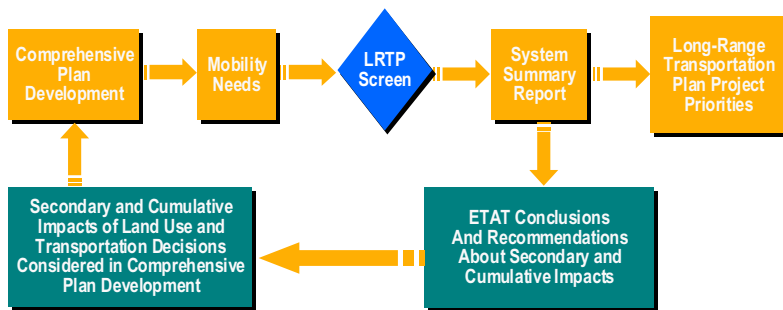 Comprehensive
Plan
Development
Mobility
Needs
LRTP
Screen
System
Summary
Report
Long-Range
Transportation
Plan Project
Priorities
Secondary and Cumulative
Impacts of Land Use and
Transportation Decisions
Considered in Comprehensive
Plan Development
ETAT Conclusions
And Recommendations
About Secondary and
Cumulative Impacts